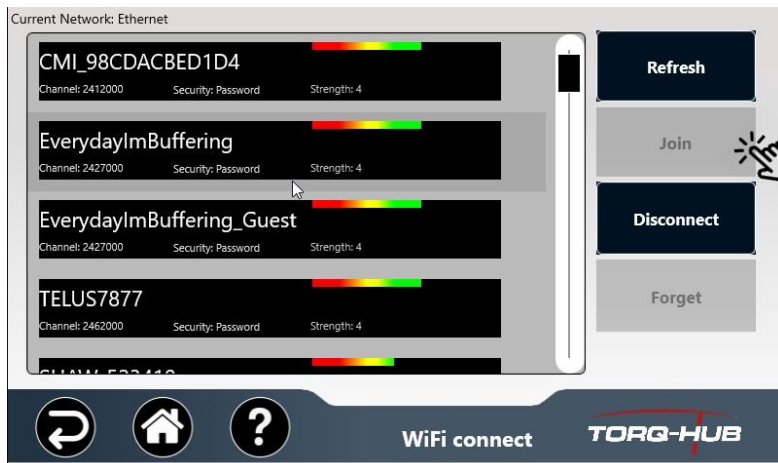 Current Network: Ethernet
CMI_98CDACBED1D4
Channel: 2412000 Security: Password Strength: 4
EverydayImBuffering
Channel: 2427000 Security: Password Strength: 4
EverydayImBuffering_Guest
Channel: 2427000 Security: Password Strength: 4
TELUS7877
Channel: 2462000 Security: Password Strength: 4
Refresh
Join
Disconnect
Forget
?
WiFi connect
TORQ-HUB